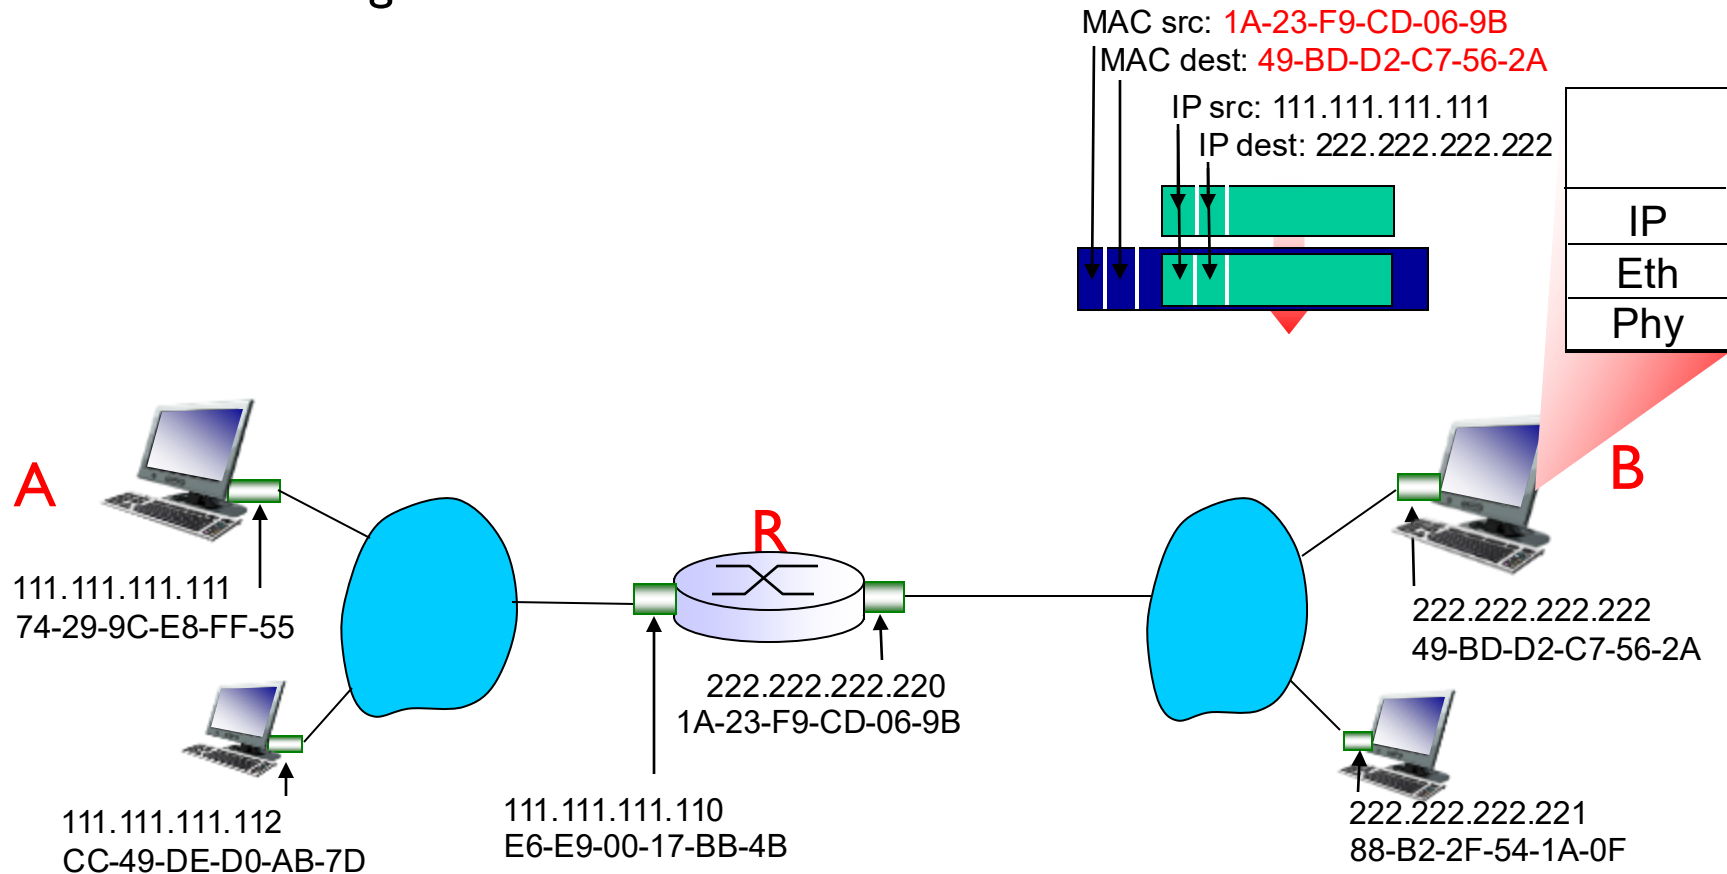 MAC src: 1A-23-F9-CD-06-9B
MAC dest: 49-BD-D2-C7-56-2A
IP src: 111.111.111.111
IP dest: 222.222.222.222
IP
Eth
Phy
A
B
R
111.111.111.111
74-29-9C-E8-FF-55
222.222.222.222
49-BD-D2-C7-56-2A
222.222.222.220
1A-23-F9-CD-06-9B
111.111.111.112
CC-49-DE-D0-AB-7D
111.111.111.110
E6-E9-00-17-BB-4B
222.222.222.221
88-B2-2F-54-1A-0F